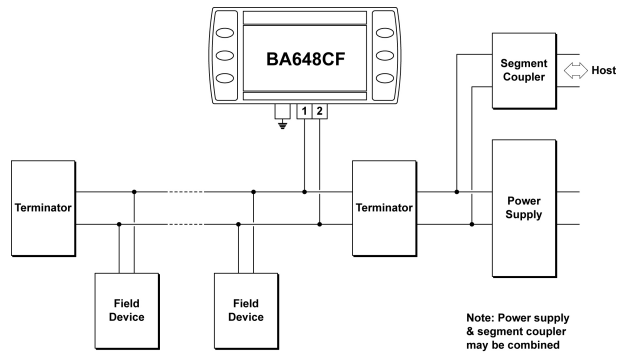 BA648CF
1 2
Segment
Coupler
Host
Terminator
Terminator
Power
Supply
Field
Device
Field
Device
Note: Power supply
& segment coupler
may be combined